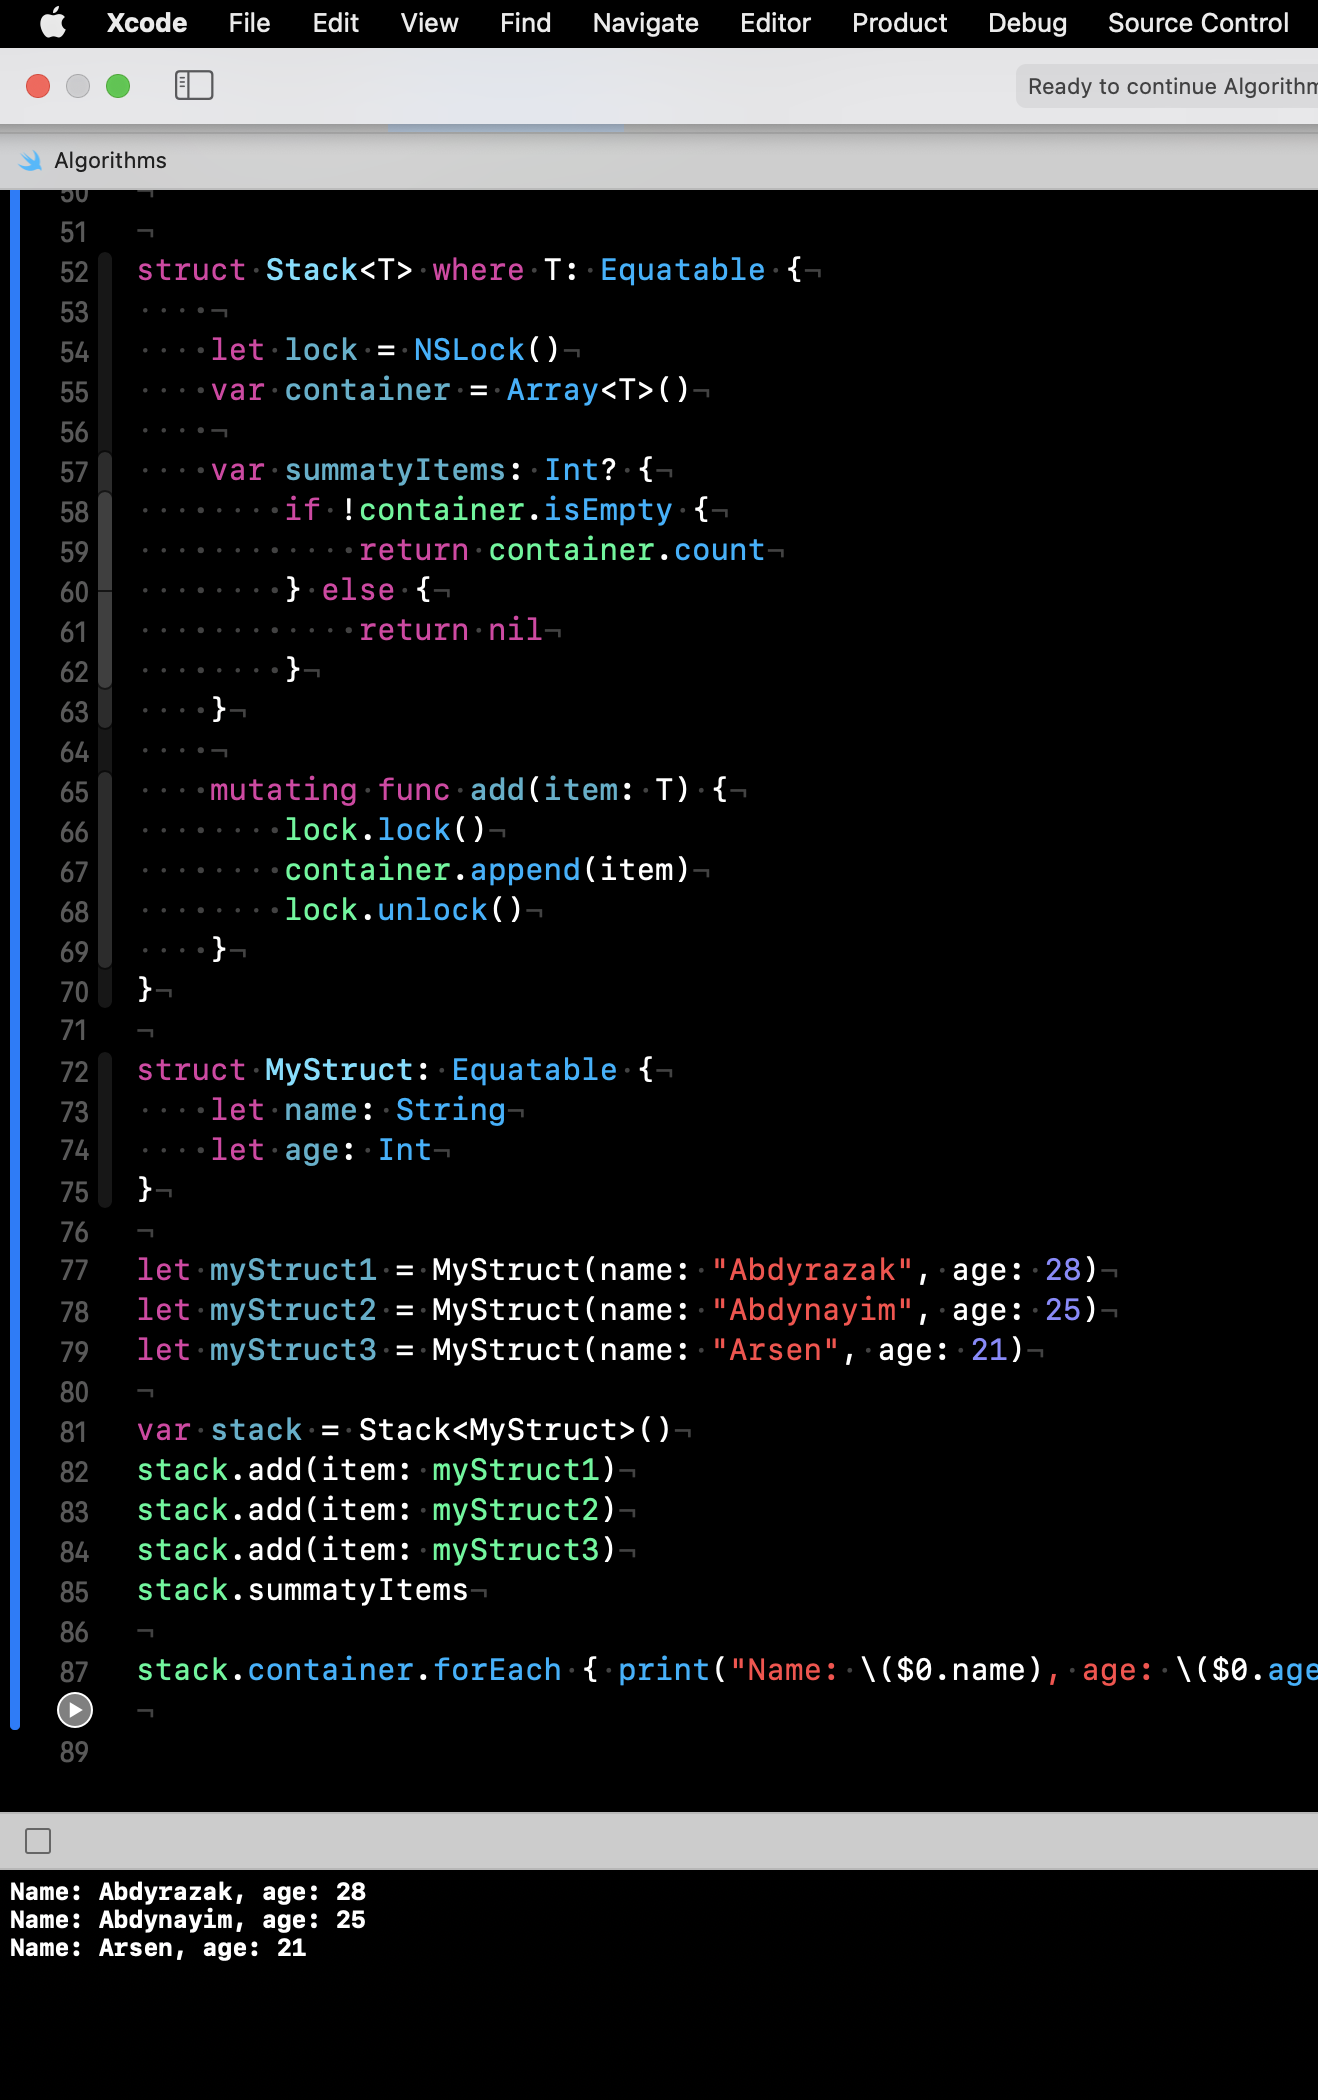 Xcode File Edit View Find Navigate Editor Product Debug Source Control
Ready to continue
Algorithms
50
51
52 struct Stack<T> where T: Equatable {
53
54 let lock = NSLock()
55 var container = Array<T>()
56
57 var summatyItems: Int? {
58 if !container.isEmpty {
59 return container.count
60 } else {
61 return nil
62 }
63 }
64
65 mutating func add(item: T) {
66 lock.lock()
67 container.append(item)
68 lock.unlock()
69 }
70 }
71
72 struct MyStruct: Equatable {
73 let name: String
74 let age: Int
75 }
76
77 let myStruct1 = MyStruct(name: "Abdyrazak", age: 28)
78 let myStruct2 = MyStruct(name: "Abdynayim", age: 25)
79 let myStruct3 = MyStruct(name: "Arsen", age: 21)
80
81 var stack = Stack<MyStruct>()
82 stack.add(item: myStruct1)
83 stack.add(item: myStruct2)
84 stack.add(item: myStruct3)
85 stack.summatyItems
86
87 stack.container.forEach { print("Name: \($0.name), age: \($0.age
89
Name: Abdyrazak, age: 28
Name: Abdynayim, age: 25
Name: Arsen, age: 21